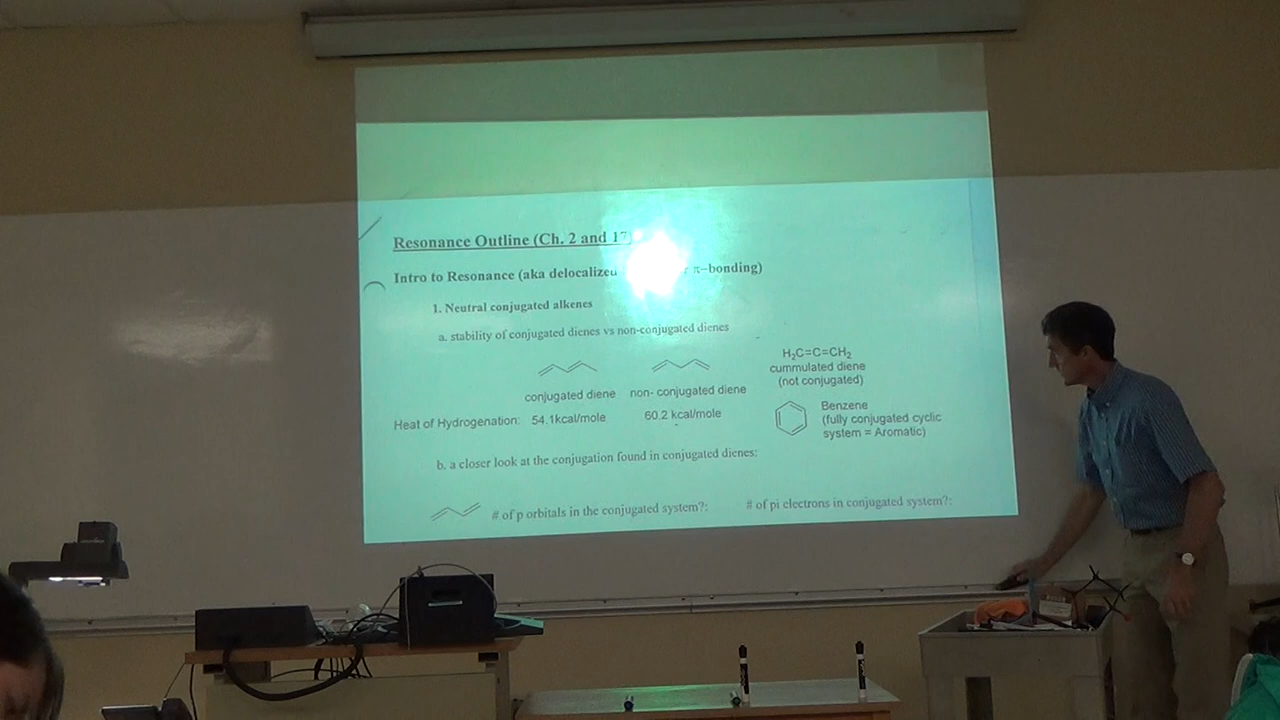 Resonance Outline (Ch. 2 and 17
Intro to Resonance (aka delocalized π-bonding)
1. Neutral conjugated alkenes
a. stability of conjugated dienes vs non-conjugated dienes
H₂C=C=CH₂
cummulated diene
(not conjugated)
conjugated diene non- conjugated diene
Heat of Hydrogenation: 54.1kcal/mole 60.2 kcal/mole
Benzene
(fully conjugated cyclic
system = Aromatic)
b. a closer look at the conjugation found in conjugated dienes:
# of p orbitals in the conjugated system?: # of pi electrons in conjugated system?: